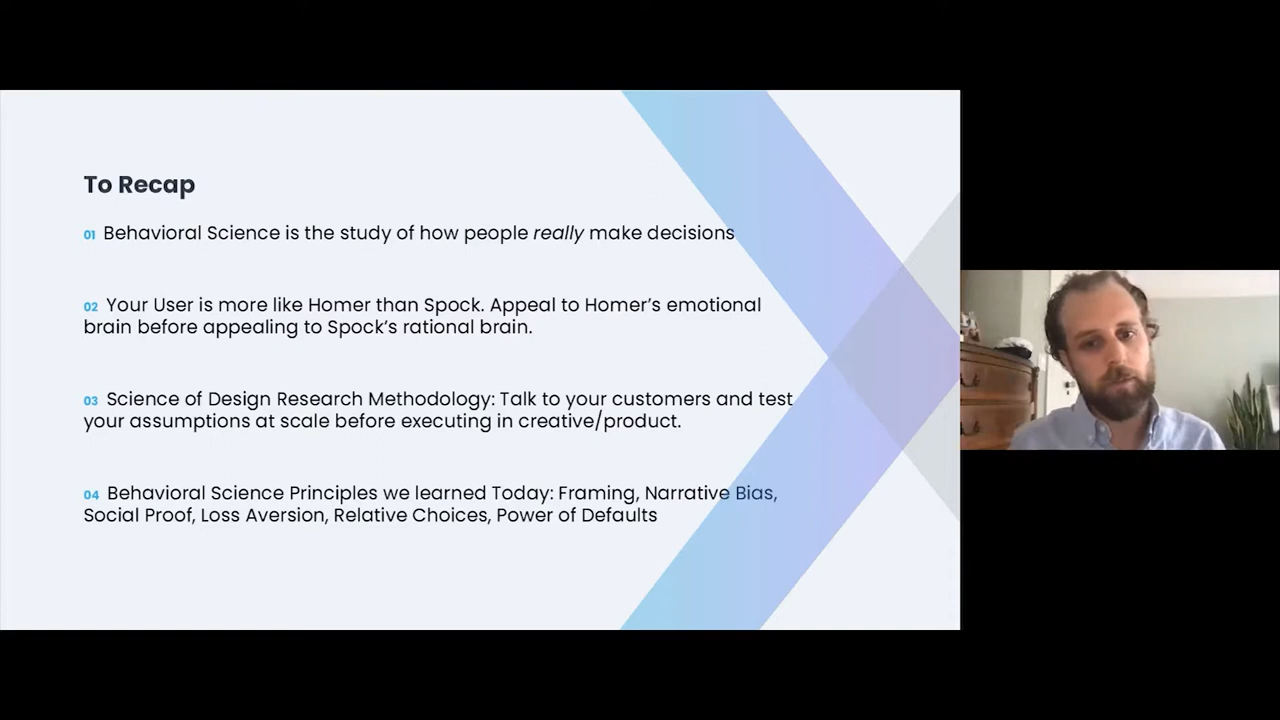 To Recap
01 Behavioral Science is the study of how people really make decisions
02 Your User is more like Homer than Spock. Appeal to Homer’s emotional
brain before appealing to Spock’s rational brain.
03 Science of Design Research Methodology: Talk to your customers and test
your assumptions at scale before executing in creative/product.
04 Behavioral Science Principles we learned Today: Framing, Narrative Bias,
Social Proof, Loss Aversion, Relative Choices, Power of Defaults